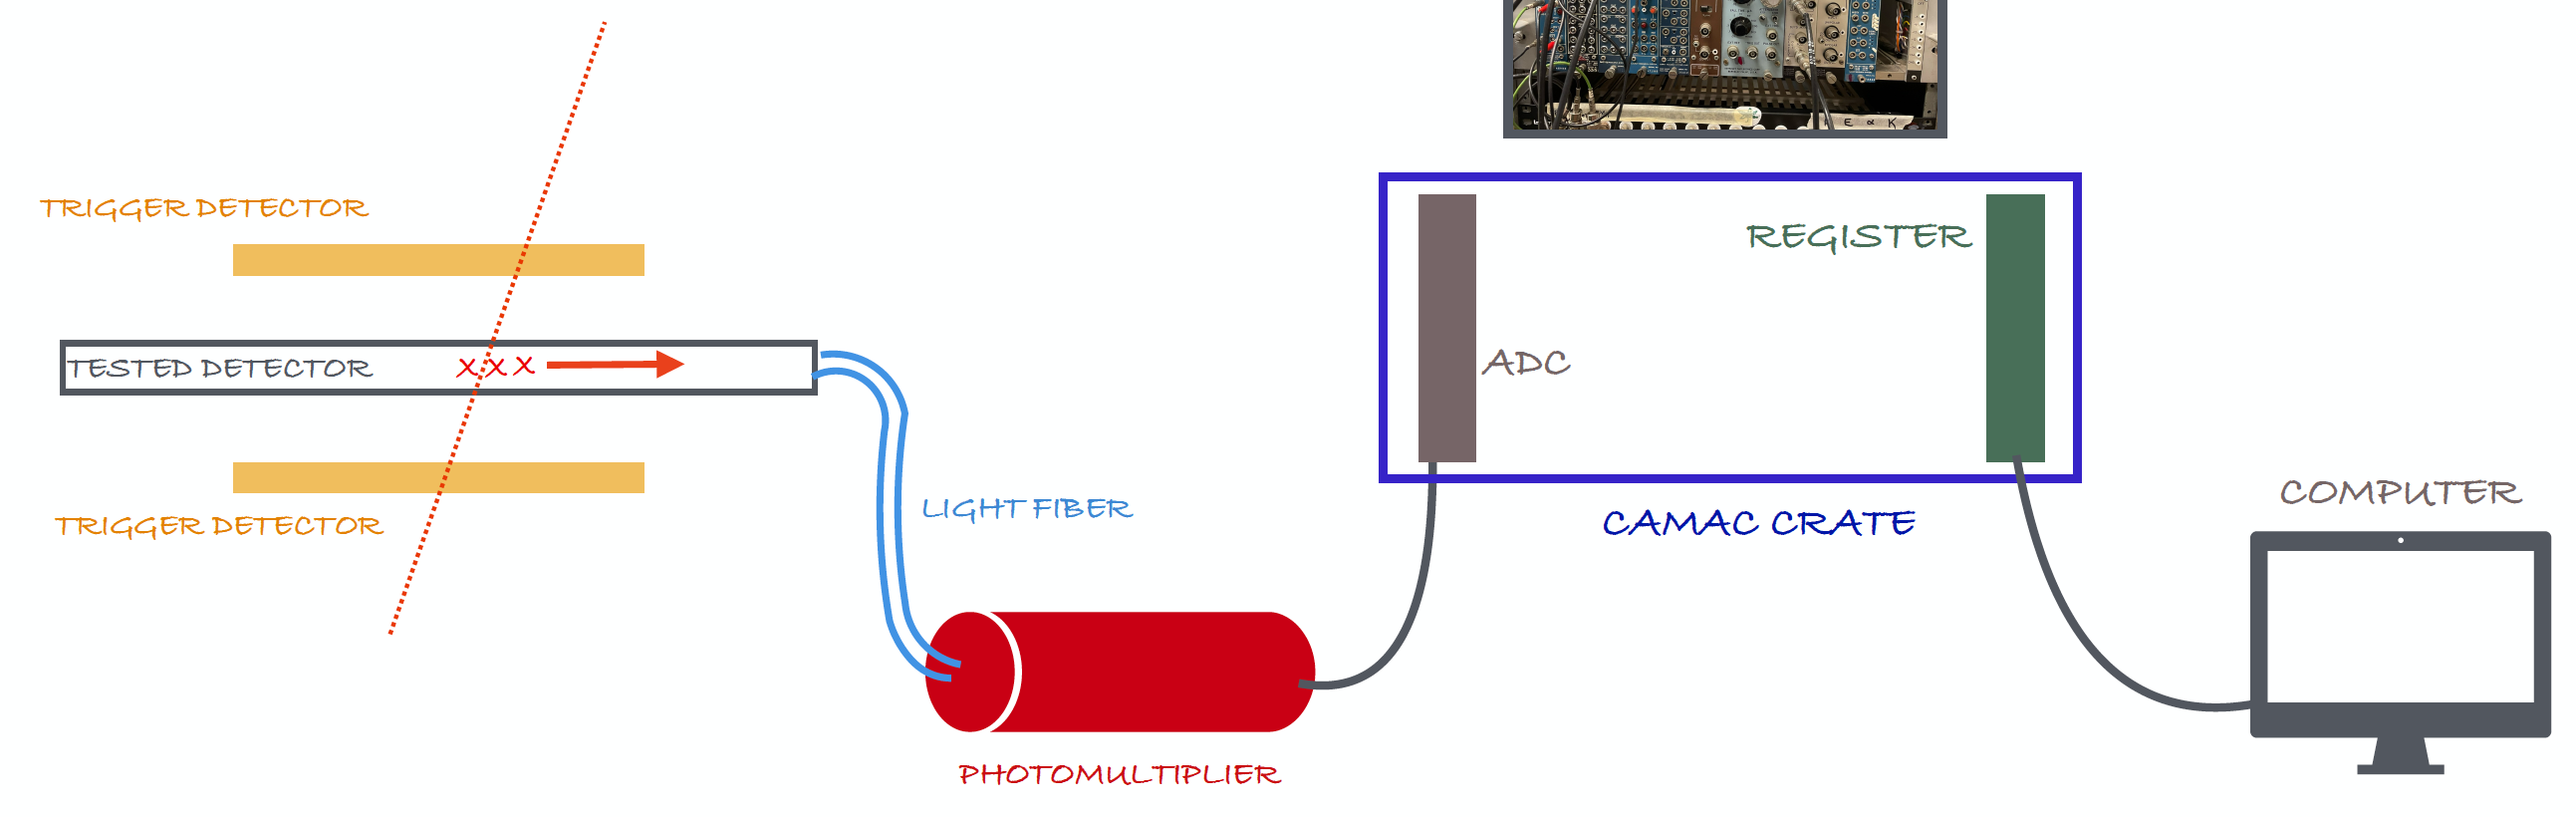 E & K
TRIGGER DETECTOR
REGISTER
TESTED DETECTOR
X X X
ADC
COMPUTER
LIGHT FIBER
TRIGGER DETECTOR
CAMAC CRATE
PHOTOMULTIPLIER